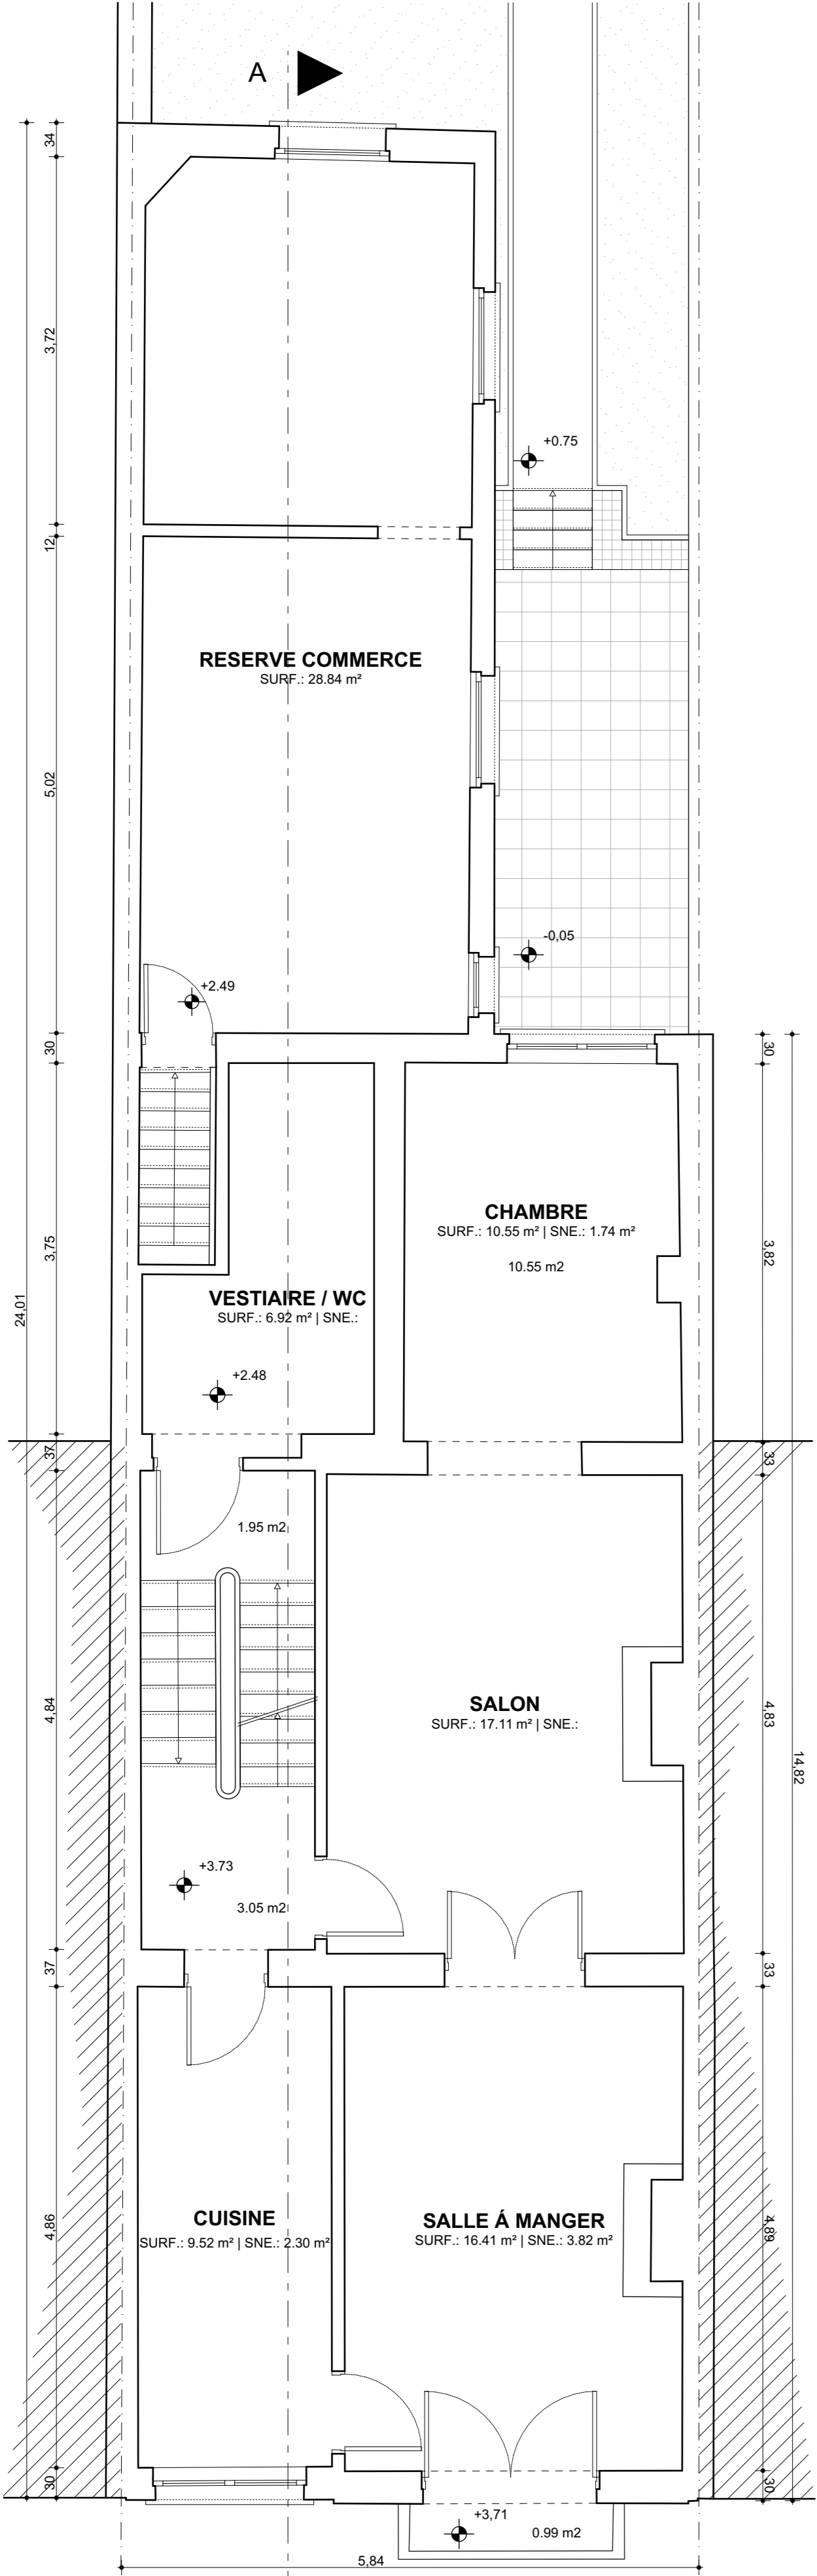 A
34
3,72
+0.75
12
RESERVE COMMERCE
SURF.: 28.84 m²
5,02
-0,05
+2.49
30
30
CHAMBRE
SURF.: 10.55 m² | SNE.: 1.74 m²
10.55 m2
3,75
3,82
VESTIAIRE / WC
SURF.: 6.92 m² | SNE.:
24,01
+2.48
37
33
1.95 m2
SALON
SURF.: 17.11 m² | SNE.:
4,84
4,83
14,82
+3.73
3.05 m2
37
33
CUISINE
SURF.: 9.52 m² | SNE.: 2.30 m²
SALLE Á MANGER
SURF.: 16.41 m² | SNE.: 3.82 m²
4,86
4,89
30
30
+3,71
0.99 m2
5,84